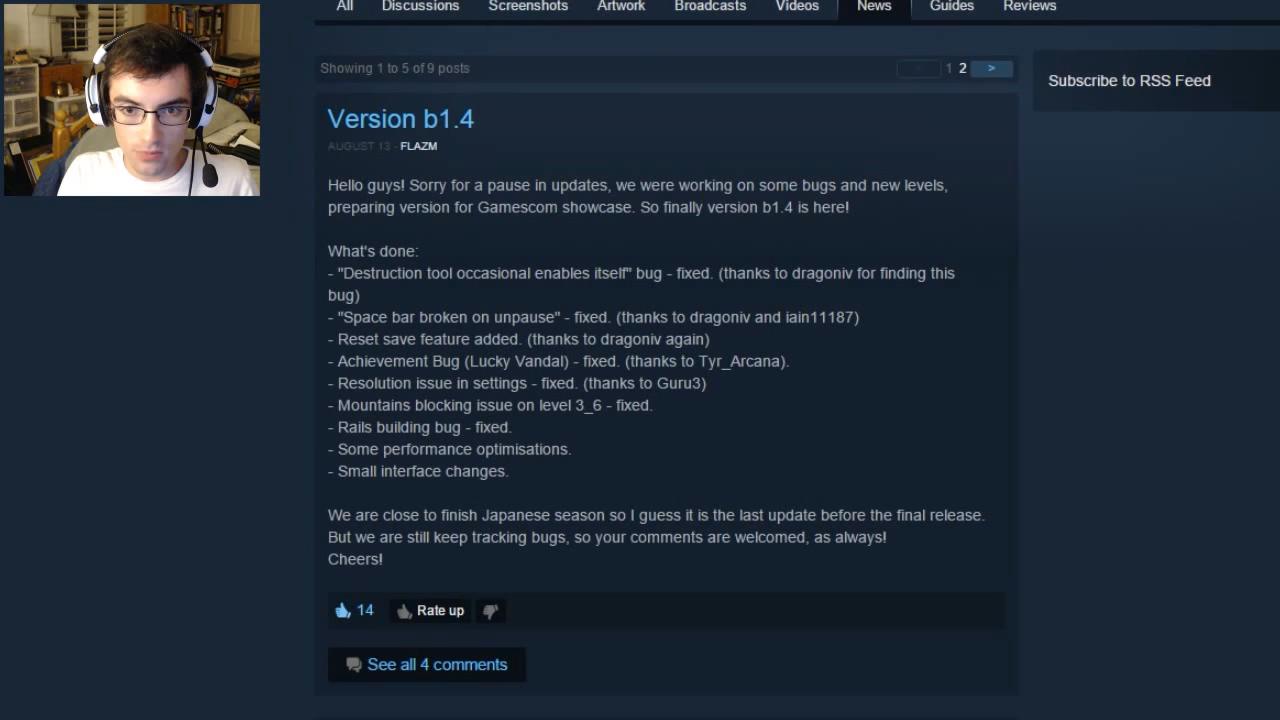 All Discussions Screenshots Artwork Broadcasts Videos News Guides Reviews
Showing 1 to 5 of 9 posts
< 1 2 >
Subscribe to RSS Feed
Version b1.4
AUGUST 13 - FLAZM
Hello guys! Sorry for a pause in updates, we were working on some bugs and new levels,
preparing version for Gamescom showcase. So finally version b1.4 is here!
What's done:
- "Destruction tool occasional enables itself" bug - fixed. (thanks to dragoniv for finding this
bug)
- "Space bar broken on unpause" - fixed. (thanks to dragoniv and iain11187)
- Reset save feature added. (thanks to dragoniv again)
- Achievement Bug (Lucky Vandal) - fixed. (thanks to Tyr_Arcana).
- Resolution issue in settings - fixed. (thanks to Guru3)
- Mountains blocking issue on level 3_6 - fixed.
- Rails building bug - fixed.
- Some performance optimisations.
- Small interface changes.
We are close to finish Japanese season so I guess it is the last update before the final release.
But we are still keep tracking bugs, so your comments are welcomed, as always!
Cheers!
14 Rate up
See all 4 comments